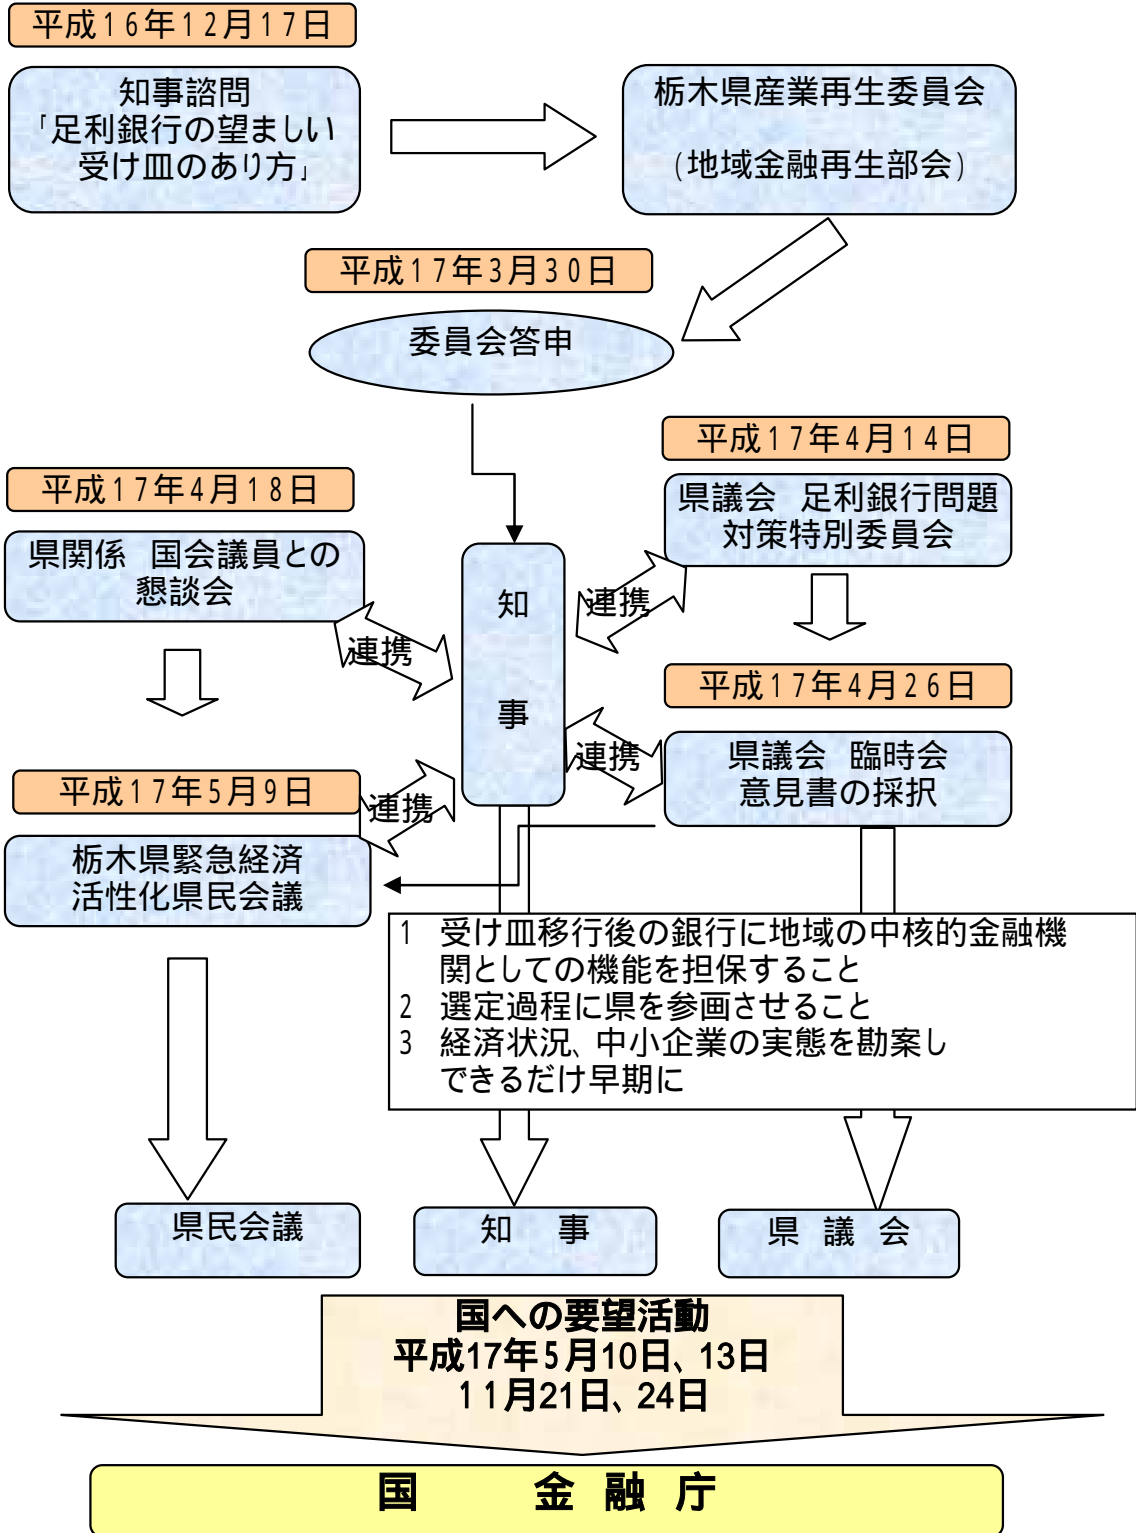 平成16年12月17日
知事諮問
「足利銀行の望ましい
受け皿のあり方」
栃木県産業再生委員会
(地域金融再生部会)
平成17年3月30日
委員会答申
平成17年4月14日
県議会 足利銀行問題
対策特別委員会
平成17年4月18日
県関係 国会議員との
懇談会
知
事
連携
連携
平成17年4月26日
県議会 臨時会
意見書の採択
連携
平成17年5月9日
連携
栃木県緊急経済
活性化県民会議
1 受け皿移行後の銀行に地域の中核的金融機
関としての機能を担保すること
2 選定過程に県を参画させること
3 経済状況、中小企業の実態を勘案し
できるだけ早期に
県民会議
知 事
県 議 会
国への要望活動
平成17年5月10日、13日
11月21日、24日
国 金 融 庁